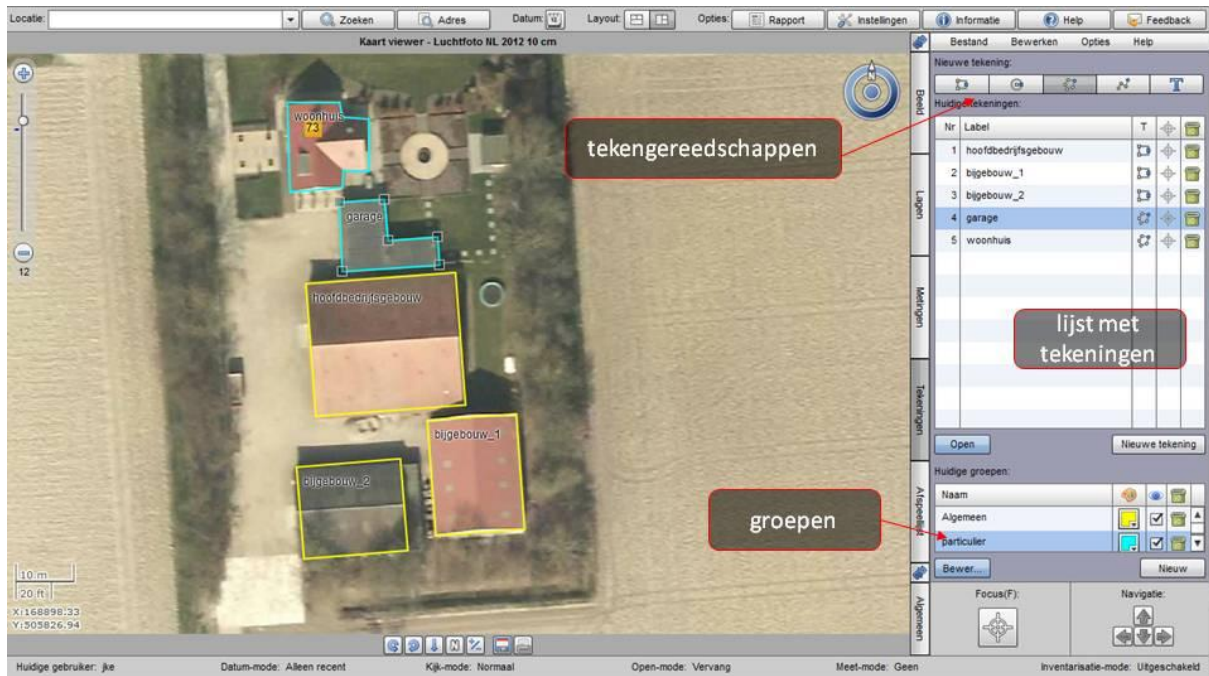 Locatie: Zoeken Adres Datum: Layout: Opties: Rapport Instellingen Informatie Help Feedback
Kaart viewer - Luchtfoto NL 2012 10 cm
Bestand Bewerken Opties Help
Nieuwe tekening:
T
Huidige tekeningen:
Nr Label T
1 hoofdbedrijfsgebouw
2 bijgebouw_1
3 bijgebouw_2
4 garage
5 woonhuis
Open Nieuwe tekening
Huidige groepen:
Naam
Algemeen
particulier
Bewer... Nieuw
Focus(F): Navigatie:
Beeld
Lagen
Metingen
Tekeningen
Afspeellijst
Algemeen
tekengereedschappen
lijst met
tekeningen
groepen
N
woonhuis
73
garage
hoofdbedrijfsgebouw
bijgebouw_1
bijgebouw_2
12
10 m
20 ft
X:168898.33
Y:505826.94
N
Huidige gebruiker: jke Datum-mode: Alleen recent Kijk-mode: Normaal Open-mode: Vervang Meet-mode: Geen Inventarisatie-mode: Uitgeschakeld